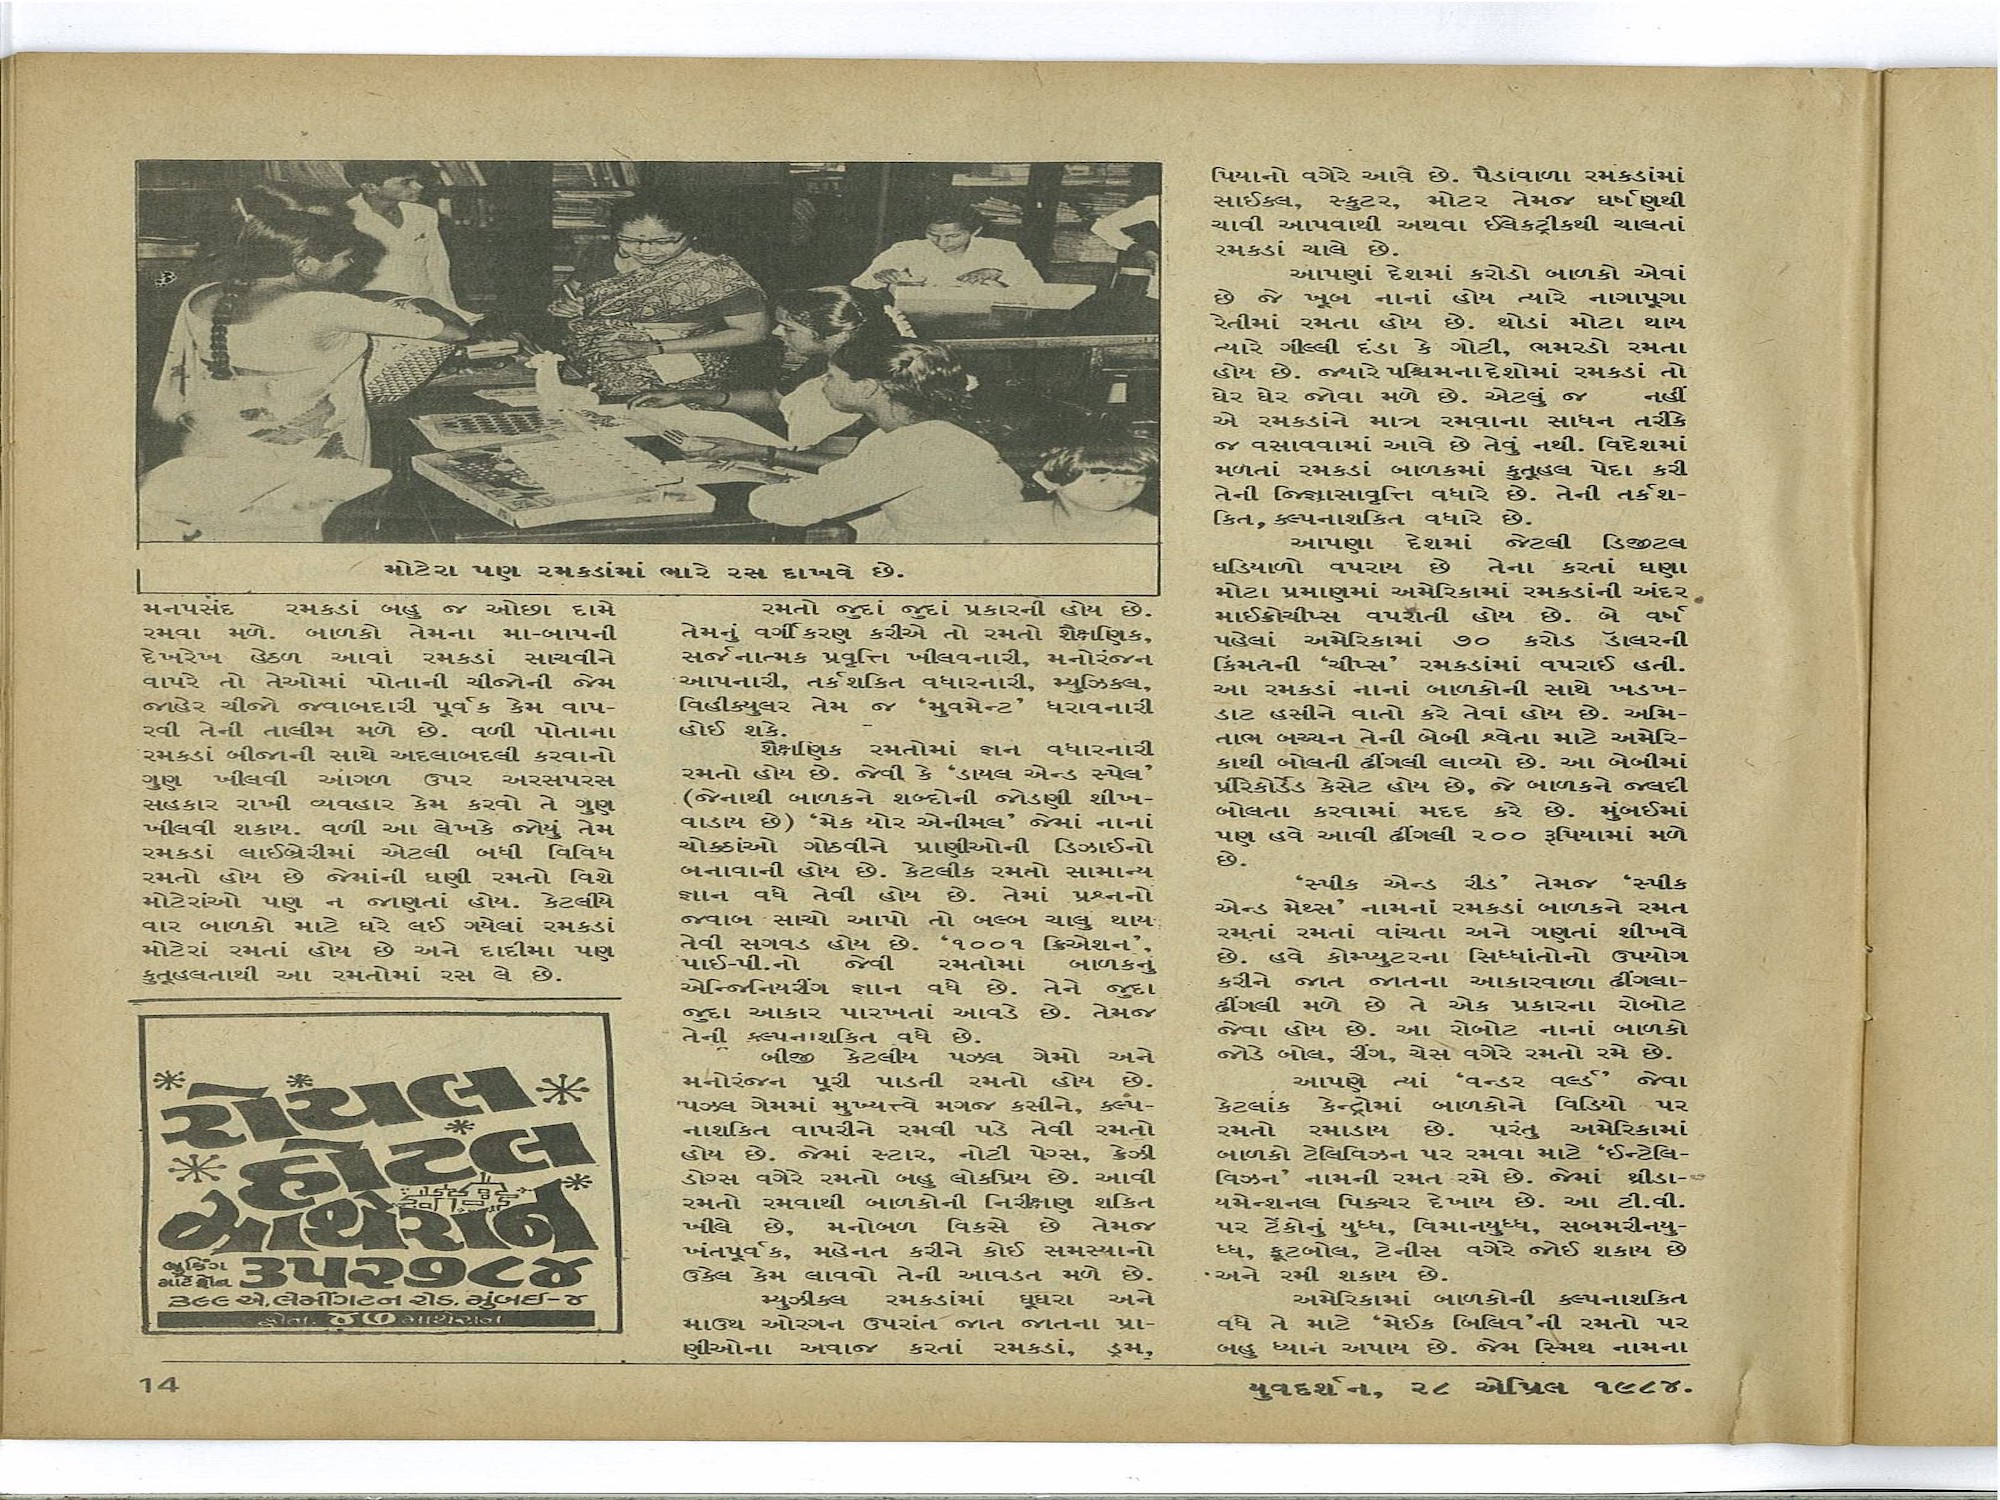 મોટેરા પણ રમકડાંમાં ભારે રસ દાખવે છે.
મનપસંદ રમકડાં બહુ જ ઓછા દામે
રમવા મળે. બાળકો તેમના મા-બાપની
દેખરેખ હેઠળ આવાં રમકડાં સાચવીને
વાપરે તો તેઓમાં પોતાની ચીજોની જેમ
જાહેર ચીજો જવાબદારી પૂર્વક કેમ વાપ-
રવી તેની તાલીમ મળે છે. વળી પોતાના
રમકડાં બીજાની સાથે અદલાબદલી કરવાનો
ગુણ ખીલવી આગળ ઉપર અરસપરસ
સહકાર રાખી વ્યવહાર કેમ કરવો તે ગુણ
ખીલવી શકાય. વળી આ લેખકે જોયું તેમ
રમકડાં લાઈબ્રેરીમાં એટલી બધી વિવિધ
રમતો હોય છે જેમાંની ઘણી રમતો વિશે
મોટેરાંઓ પણ ન જાણતાં હોય. કેટલીયે
વાર બાળકો માટે ઘરે લઈ ગયેલાં રમકડાં
મોટેરાં રમતાં હોય છે અને દાદીમા પણ
કુતૂહલતાથી આ રમતોમાં રસ લે છે.
રોયલ
હોટલ
માથેરાન
બુકિંગ માટે ફોન ૩૫૨૭૮૪
૩૯૯ એ, લેમીંગટન રોડ. મુંબઇ-૪
ફોન. ૪૭ માથેરાન
રમતો જુદાં જુદાં પ્રકારની હોય છે.
તેમનું વર્ગીકરણ કરીએ તો રમતો શૈક્ષણિક,
સર્જનાત્મક પ્રવૃત્તિ ખીલવનારી, મનોરંજન
આપનારી, તર્કશકિત વધારનારી, મ્યુઝિકલ,
વિહીક્યુલર તેમ જ ‘મુવમેન્ટ’ ધરાવનારી
હોઈ શકે.
શૈક્ષણિક રમતોમાં જ્ઞાન વધારનારી
રમતો હોય છે. જેવી કે ‘ડાયલ એન્ડ સ્પેલ’
(જેનાથી બાળકને શબ્દોની જોડણી શીખ-
વાડાય છે) ‘મેક યોર એનીમલ’ જેમાં નાનાં
ચોકઠાંઓ ગોઠવીને પ્રાણીઓની ડિઝાઈનો
બનાવાની હોય છે. કેટલીક રમતો સામાન્ય
જ્ઞાન વધે તેવી હોય છે. તેમાં પ્રશ્નનો
જવાબ સાચો આપો તો બલ્બ ચાલુ થાય
તેવી સગવડ હોય છે. ‘૧૦૦૧ ક્રિએશન’,
પાઈ-પી.નો જેવી રમતોમાં બાળકનું
એન્જિનિયરીંગ જ્ઞાન વધે છે. તેને જુદા
જુદા આકાર પારખતાં આવડે છે. તેમજ
તેની કલ્પનાશકિત વધે છે.
બીજી કેટલીય પઝલ ગેમો અને
મનોરંજન પૂરી પાડતી રમતો હોય છે.
પઝલ ગેમમાં મુખ્યત્ત્વે મગજ કસીને, કલ્પ-
નાશકિત વાપરીને રમવી પડે તેવી રમતો
હોય છે. જેમાં સ્ટાર, નોટી પેગ્સ, ક્રેઝી
ડોગ્સ વગેરે રમતો બહુ લોકપ્રિય છે. આવી
રમતો રમવાથી બાળકોની નિરીક્ષણ શકિત
ખીલે છે, મનોબળ વિકસે છે તેમજ
ખંતપૂર્વક, મહેનત કરીને કોઈ સમસ્યાનો
ઉકેલ કેમ લાવવો તેની આવડત મળે છે.
મ્યુઝીકલ રમકડાંમાં ઘૂઘરા અને
માઉથ ઓરગન ઉપરાંત જાત જાતના પ્રા-
ણીઓના અવાજ કરતાં રમકડાં, ડ્રમ,
પિયાનો વગેરે આવે છે. પૈડાંવાળા રમકડાંમાં
સાઈકલ, સ્કુટર, મોટર તેમજ ઘર્ષણથી
ચાવી આપવાથી અથવા ઈલેકટ્રીકથી ચાલતાં
રમકડાં ચાલે છે.
આપણાં દેશમાં કરોડો બાળકો એવાં
છે જે ખૂબ નાનાં હોય ત્યારે નાગાપૂગા
રેતીમાં રમતા હોય છે. થોડાં મોટા થાય
ત્યારે ગીલ્લી દંડા કે ગોટી, ભમરડો રમતા
હોય છે. જ્યારે પશ્ચિમના દેશોમાં રમકડાં તો
ઘેર ઘેર જોવા મળે છે. એટલું જ નહીં
એ રમકડાંને માત્ર રમવાના સાધન તરીકે
જ વસાવવામાં આવે છે તેવું નથી. વિદેશમાં
મળતાં રમકડાં બાળકમાં કુતૂહલ પેદા કરી
તેની જિજ્ઞાસાવૃત્તિ વધારે છે. તેની તર્કશ-
કિત, કલ્પનાશકિત વધારે છે.
આપણા દેશમાં જેટલી ડિજીટલ
ઘડિયાળો વપરાય છે તેના કરતાં ઘણા
મોટા પ્રમાણમાં અમેરિકામાં રમકડાંની અંદર
માઈક્રોચીપ્સ વપરાતી હોય છે. બે વર્ષ
પહેલાં અમેરિકામાં ૭૦ કરોડ ડૉલરની
કિંમતની ‘ચીપ્સ’ રમકડાંમાં વપરાઈ હતી.
આ રમકડાં નાનાં બાળકોની સાથે ખડખ-
ડાટ હસીને વાતો કરે તેવાં હોય છે. અમિ-
તાભ બચ્ચન તેની બેબી શ્વેતા માટે અમેરિ-
કાથી બોલતી ઢીંગલી લાવ્યો છે. આ બેબીમાં
પ્રીરેકોર્ડેડ કેસેટ હોય છે, જે બાળકને જલદી
બોલતા કરવામાં મદદ કરે છે. મુંબઈમાં
પણ હવે આવી ઢીંગલી ૨૦૦ રૂપિયામાં મળે
છે.
‘સ્પીક એન્ડ રીડ’ તેમજ ‘સ્પીક
એન્ડ મેથ્સ’ નામનાં રમકડાં બાળકને રમત
રમતાં રમતાં વાંચતા અને ગણતાં શીખવે
છે. હવે કોમ્પ્યુટરના સિધ્ધાંતોનો ઉપયોગ
કરીને જાત જાતના આકારવાળા ઢીંગલા-
ઢીંગલી મળે છે તે એક પ્રકારના રોબોટ
જેવા હોય છે. આ રોબોટ નાનાં બાળકો
જોડે બોલ, રીંગ, ચેસ વગેરે રમતો રમે છે.
આપણે ત્યાં ‘વન્ડર વર્લ્ડ’ જેવા
કેટલાંક કેન્દ્રોમાં બાળકોને વિડિયો પર
રમતો રમાડાય છે. પરંતુ અમેરિકામાં
બાળકો ટેલિવિઝન પર રમવા માટે ‘ઈન્ટેલિ-
વિઝન’ નામની રમત રમે છે. જેમાં થ્રીડા-
યમેન્શનલ પિક્ચર દેખાય છે. આ ટી.વી.
પર ટેંકોનું યુધ્ધ, વિમાનયુધ્ધ, સબમરીનયુ-
ધ્ધ, ફૂટબોલ, ટેનીસ વગેરે જોઈ શકાય છે
અને રમી શકાય છે.
અમેરિકામાં બાળકોની કલ્પનાશકિત
વધે તે માટે ‘મેઈક બિલિવ’ની રમતો પર
બહુ ધ્યાન અપાય છે. જેમ સ્મિથ નામના
14
યુવદર્શન, ૨૮ એપ્રિલ ૧૯૮૪.